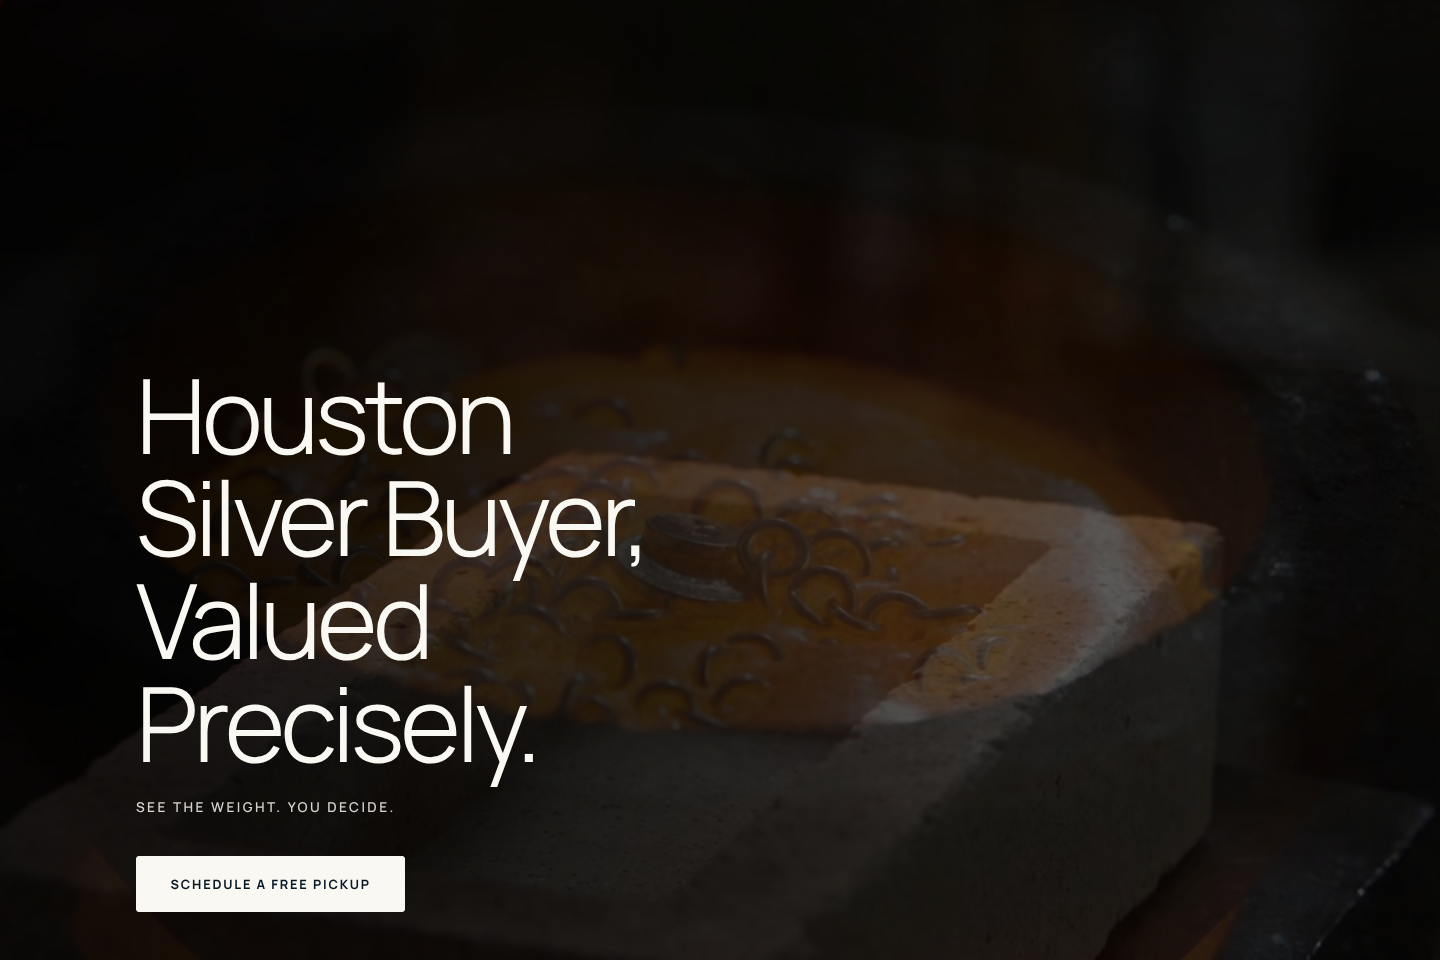 Houston
Silver Buyer,
Valued
Precisely.
SEE THE WEIGHT. YOU DECIDE.
SCHEDULE A FREE PICKUP